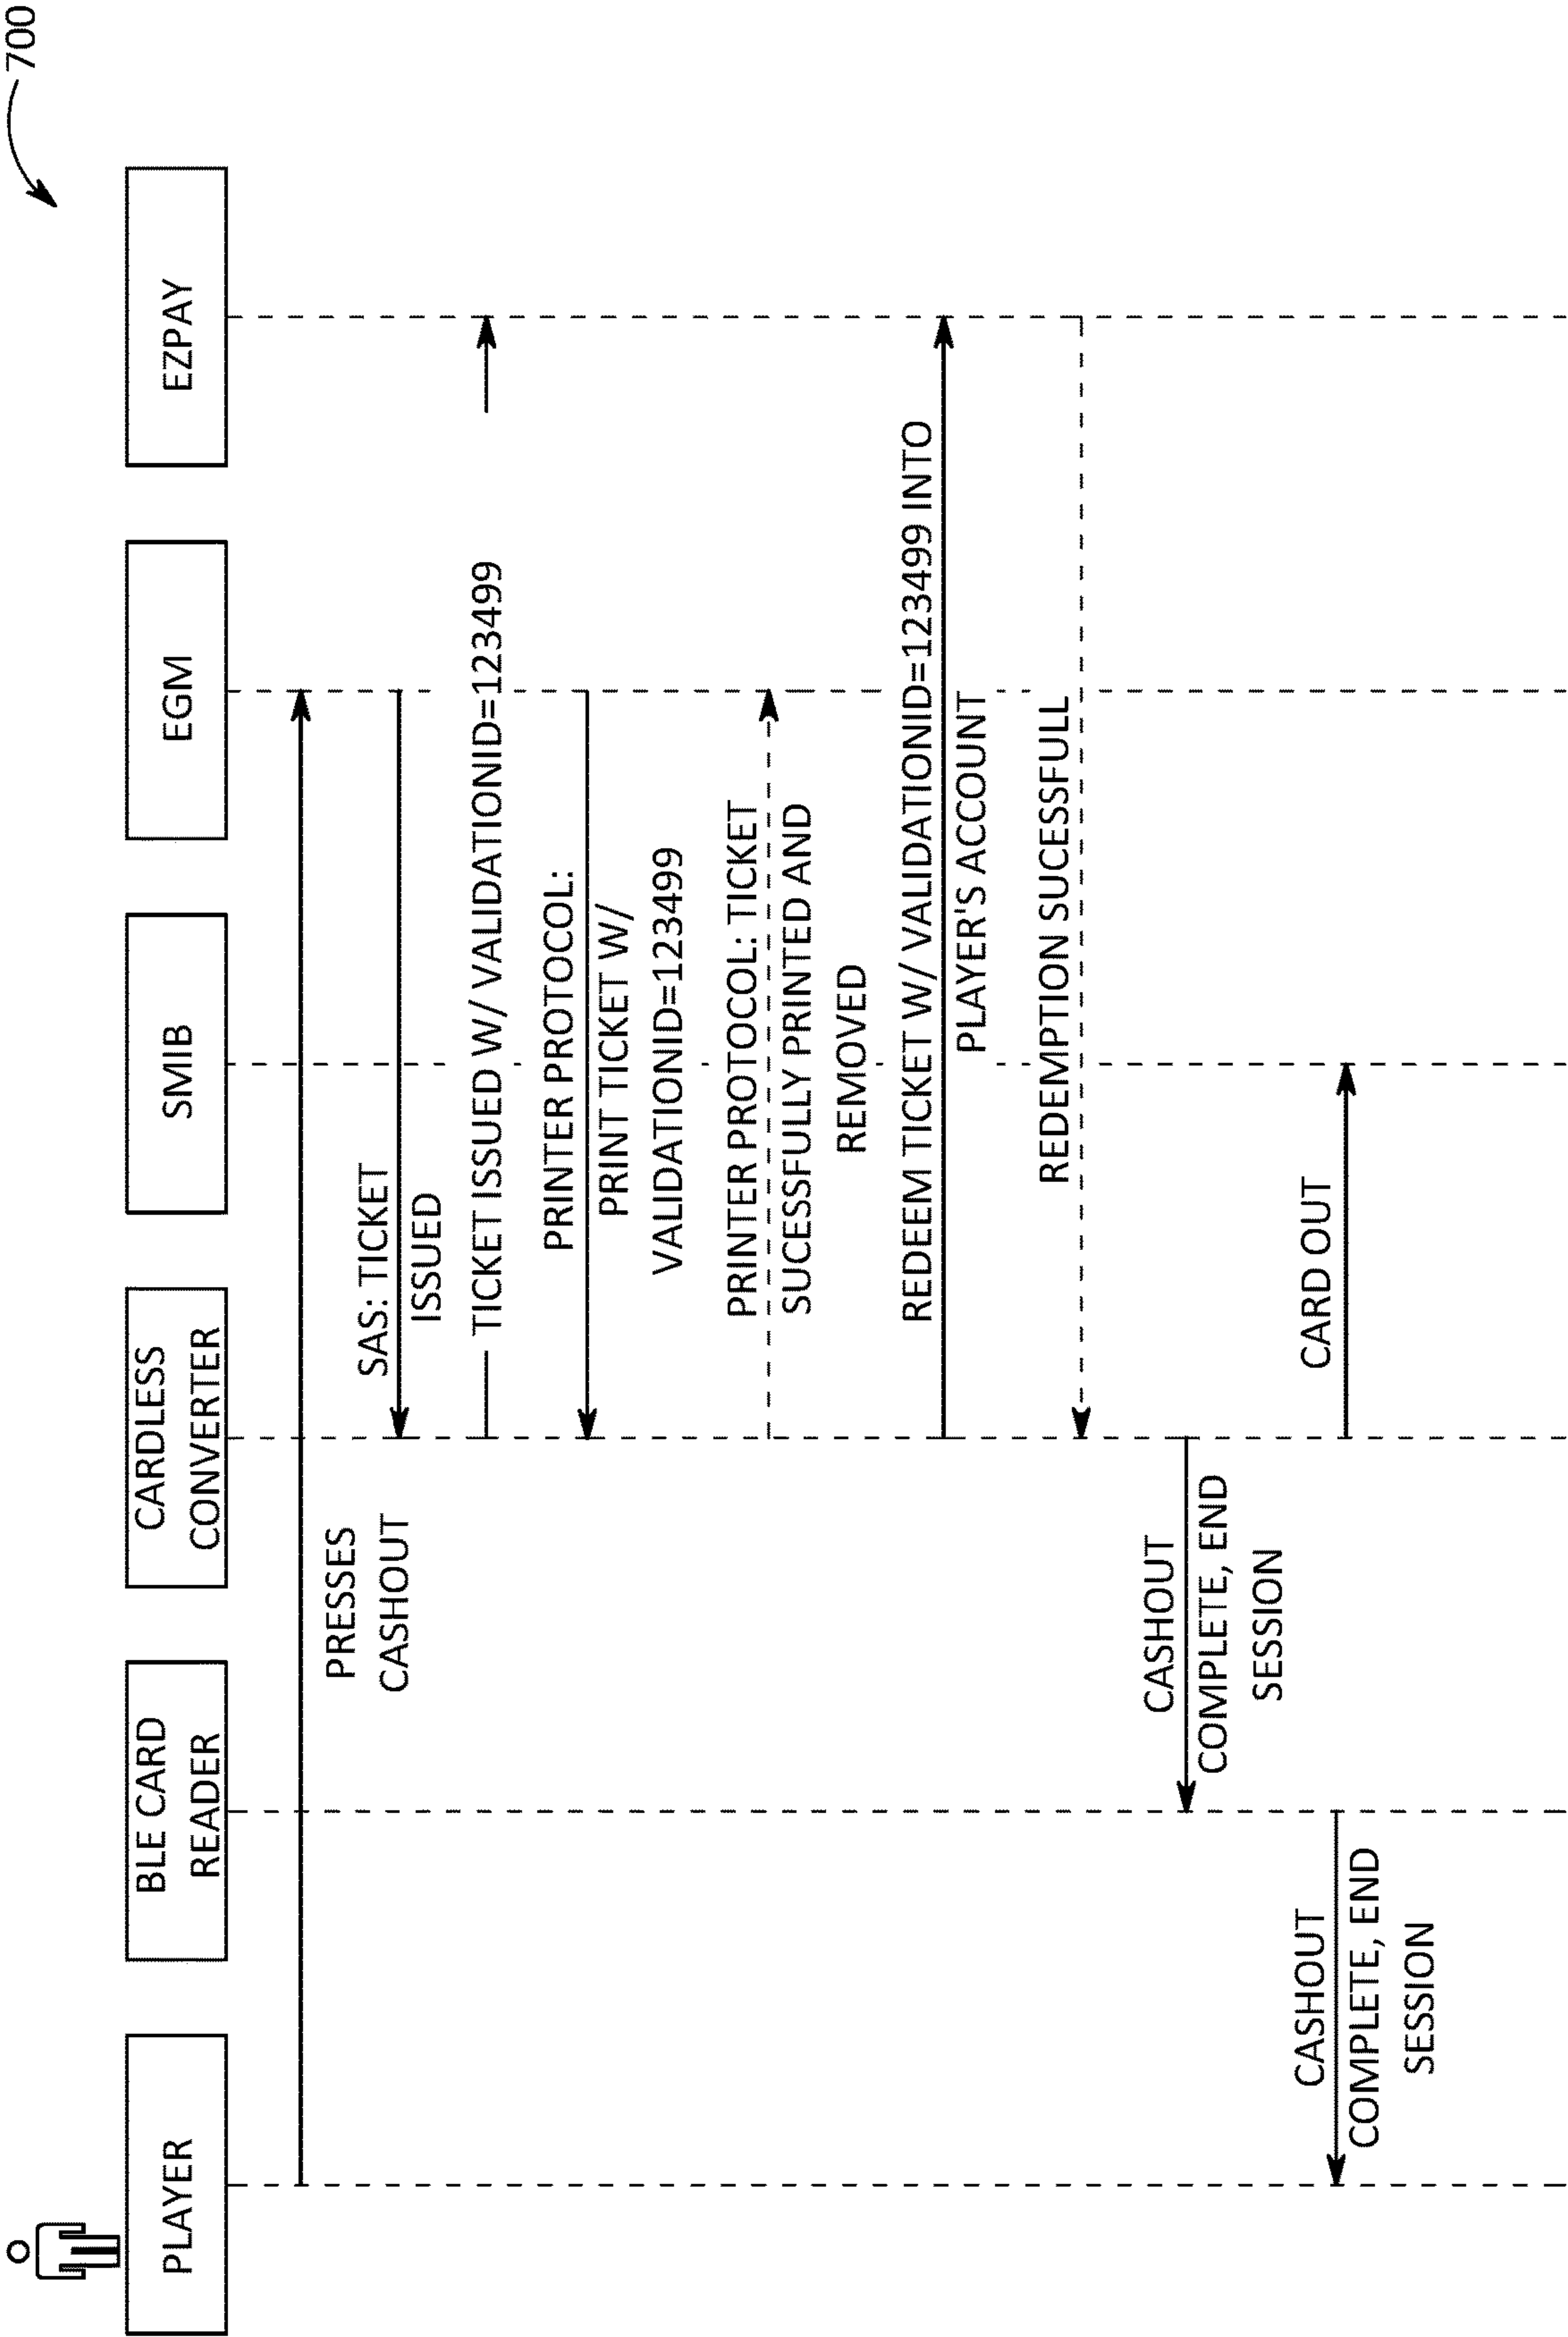 700
PLAYER
BLE CARD
READER
CARDLESS
CONVERTER
SMIB
EGM
EZPAY
PRESSES
CASHOUT
SAS: TICKET
ISSUED
TICKET ISSUED W/ VALIDATIONID=123499
PRINTER PROTOCOL:
PRINT TICKET W/
VALIDATIONID=123499
PRINTER PROTOCOL: TICKET
SUCESSFULLY PRINTED AND
REMOVED
REDEEM TICKET W/ VALIDATIONID=123499 INTO
PLAYER'S ACCOUNT
REDEMPTION SUCESSFULL
CASHOUT
COMPLETE, END
SESSION
CARD OUT
CASHOUT
COMPLETE, END
SESSION